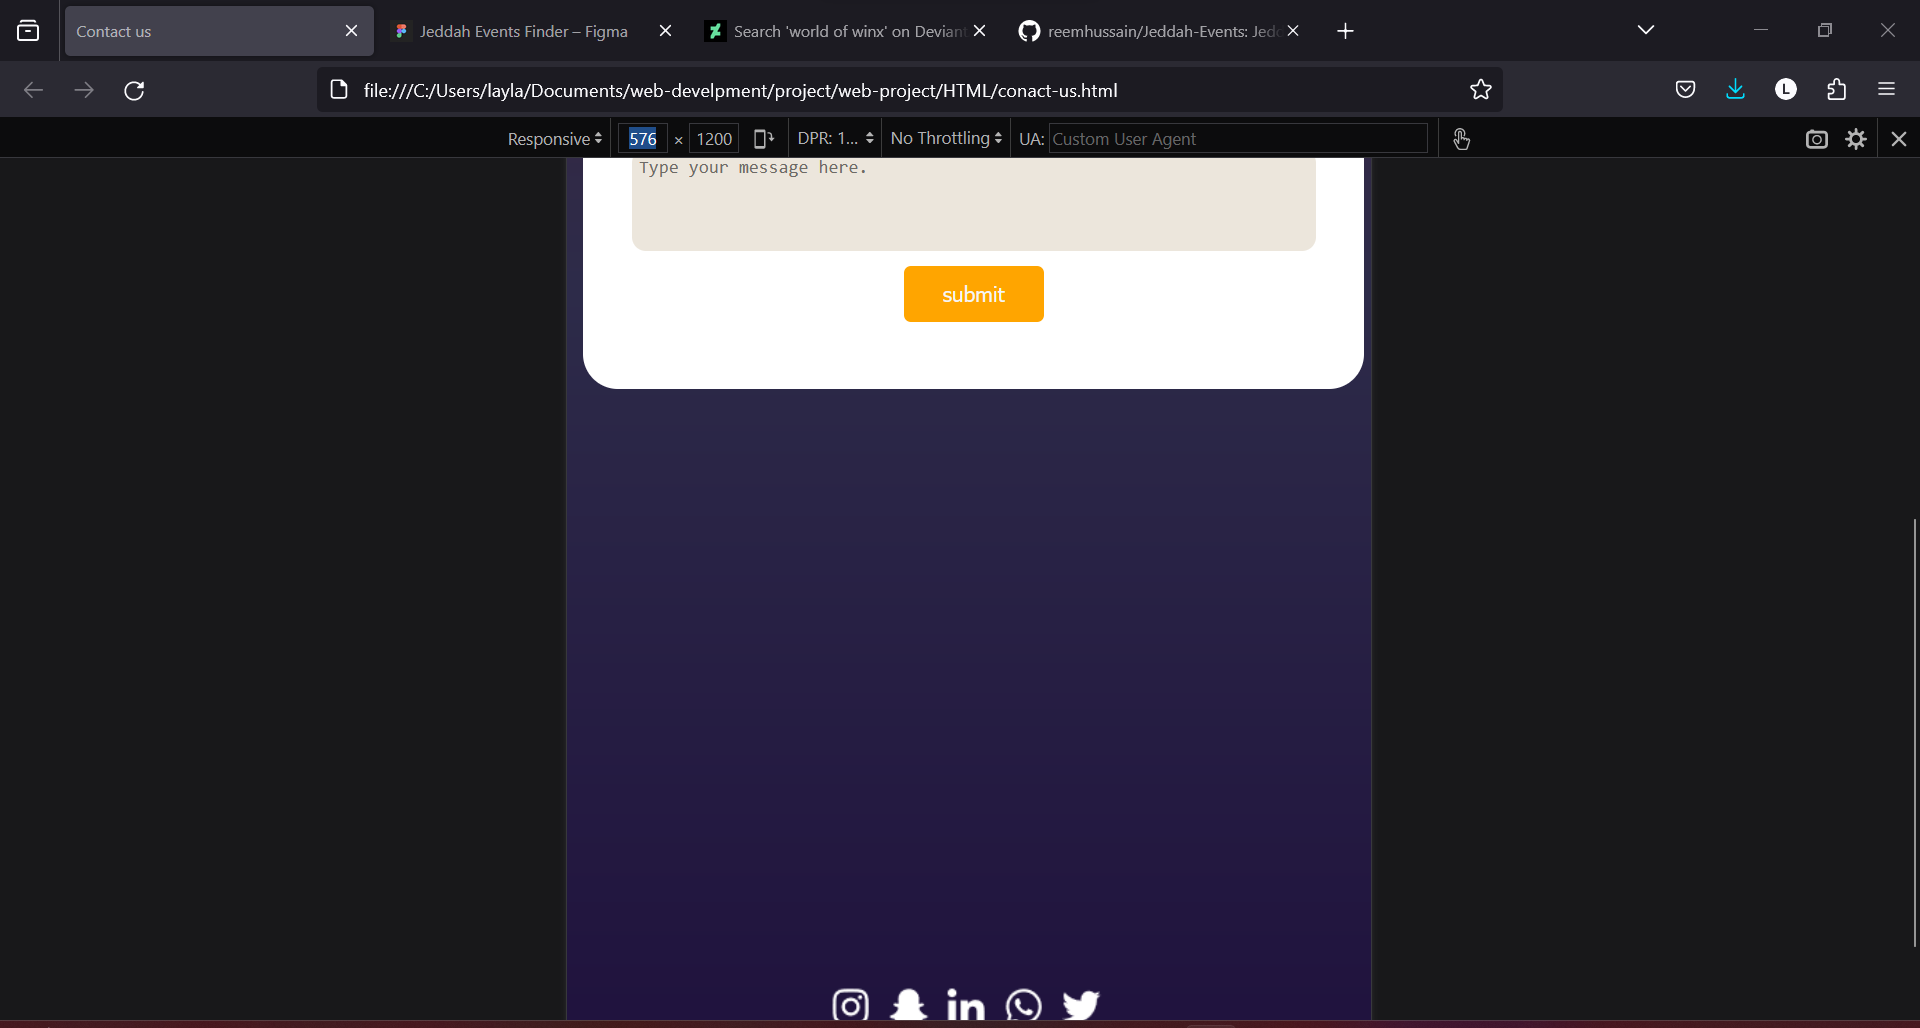 Contact us
Jeddah Events Finder – Figma
Search 'world of winx' on Deviant
reemhussain/Jeddah-Events: Jedd
file:///C:/Users/layla/Documents/web-develpment/project/web-project/HTML/conact-us.html
L
Responsive 576 × 1200 DPR: 1... No Throttling UA: Custom User Agent
Type your message here.
submit
in